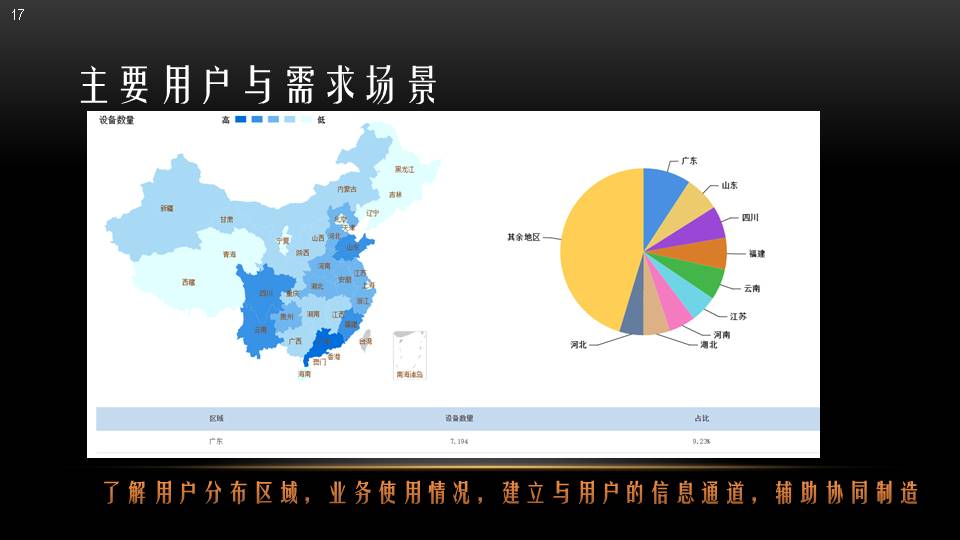 17
主要用户与需求场景
设备数量
高 低
黑龙江
吉林
内蒙古
辽宁
新疆
甘肃
北京
天津
宁夏
山西
河北
山东
青海
陕西
河南
江苏
西藏
安徽
上海
四川
重庆
湖北
浙江
贵州
湖南
江西
福建
云南
广西
台湾
香港
澳门
海南
南海诸岛
广东
山东
四川
其余地区
福建
云南
江苏
河南
湖北
河北
区域 设备数量 占比
广东 7,194 9.23%
了解用户分布区域，业务使用情况，建立与用户的信息通道，辅助协同制造